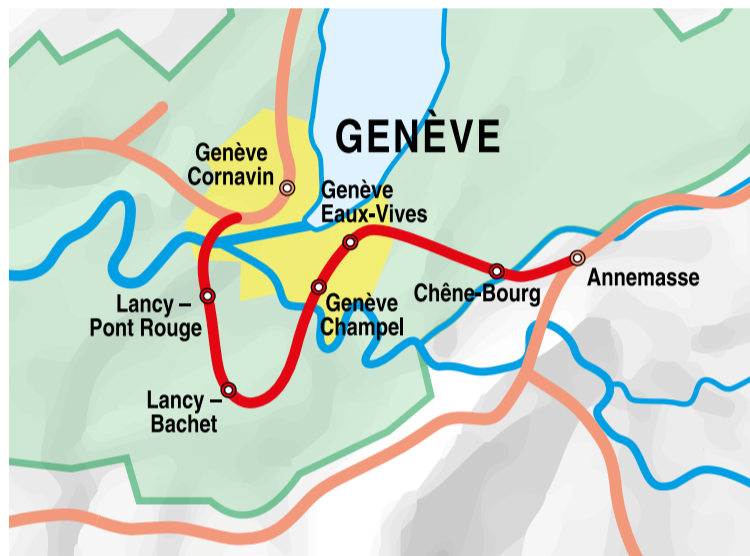 GENÈVE
Genève
Cornavin
Genève
Eaux-Vives
Lancy –
Pont Rouge
Genève
Champel
Chêne-Bourg
Annemasse
Lancy –
Bachet